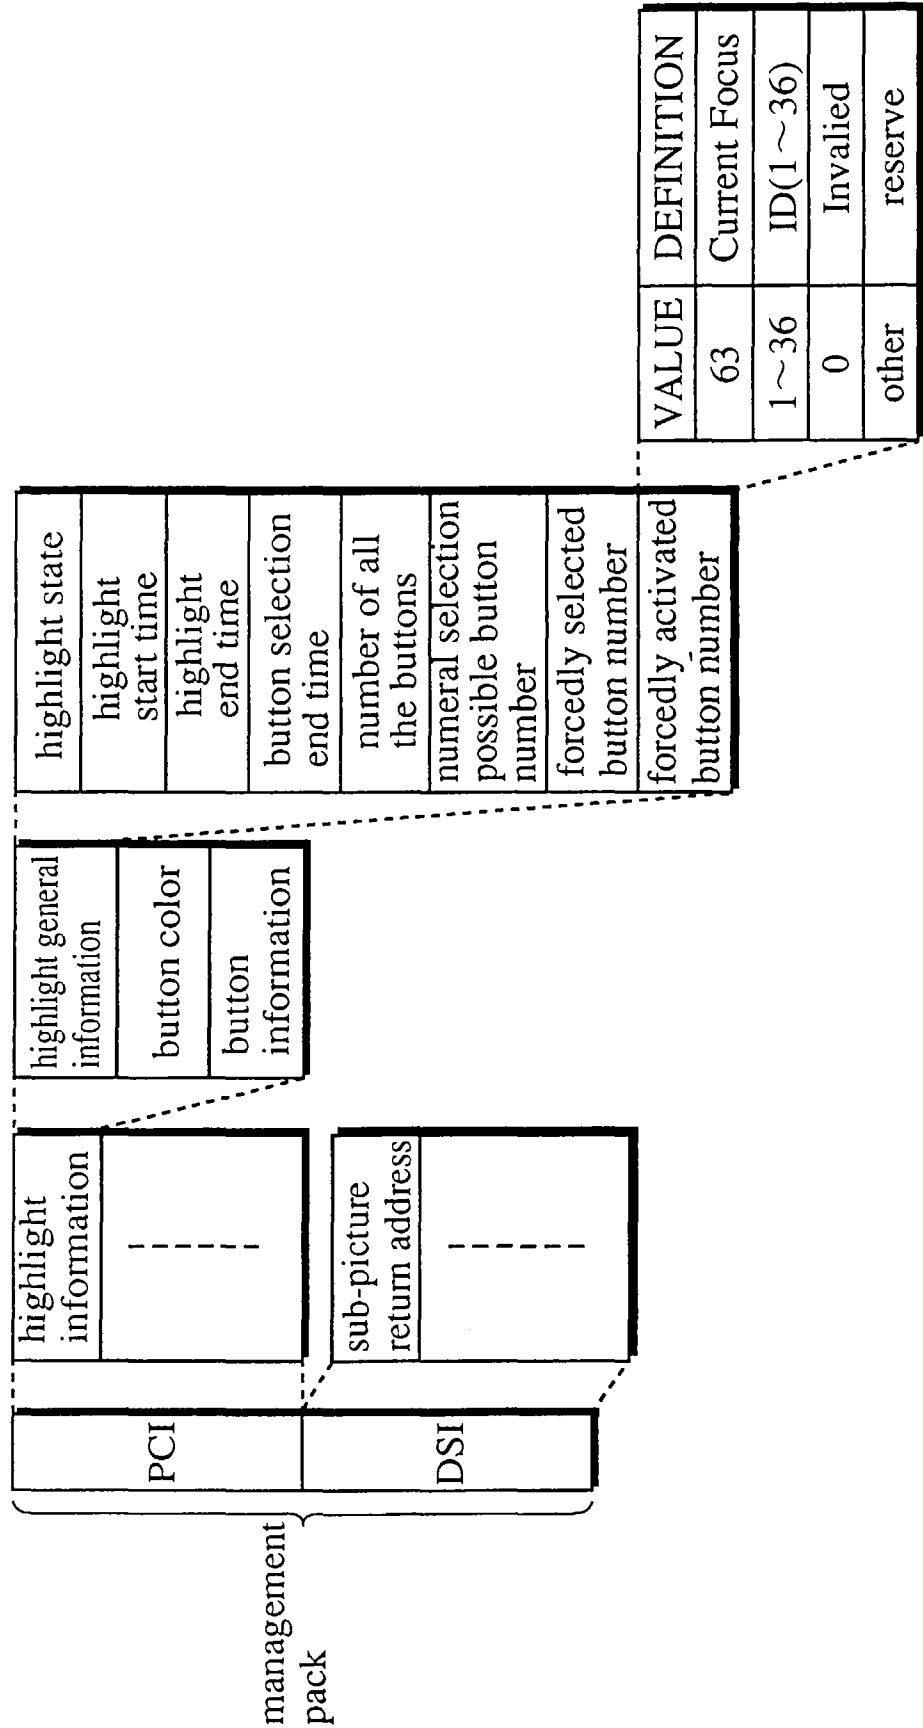 management
pack
PCI
DSI
highlight
information
sub-picture
return address
highlight general
information
button color
button
information
highlight state
highlight
start time
highlight
end time
button selection
end time
number of all
the buttons
numeral selection
possible button
number
forcedly selected
button number
forcedly activated
button number
VALUE DEFINITION
63 Current Focus
1~36 ID(1~36)
0 Invalied
other reserve